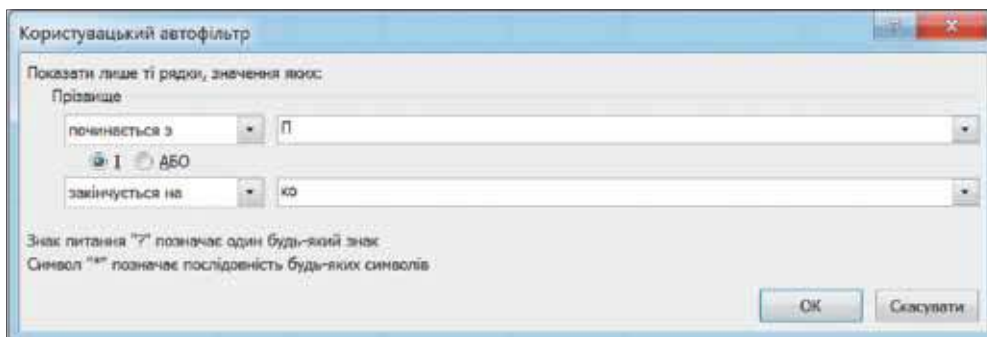 Користувацький автофільтр
Показати лише ті рядки, значення яких:
Прізвище
починається з П
І АБО
закінчується на ко
Знак питання "?" позначає один будь-який знак
Символ "*" позначає послідовність будь-яких символів
ОК Скасувати